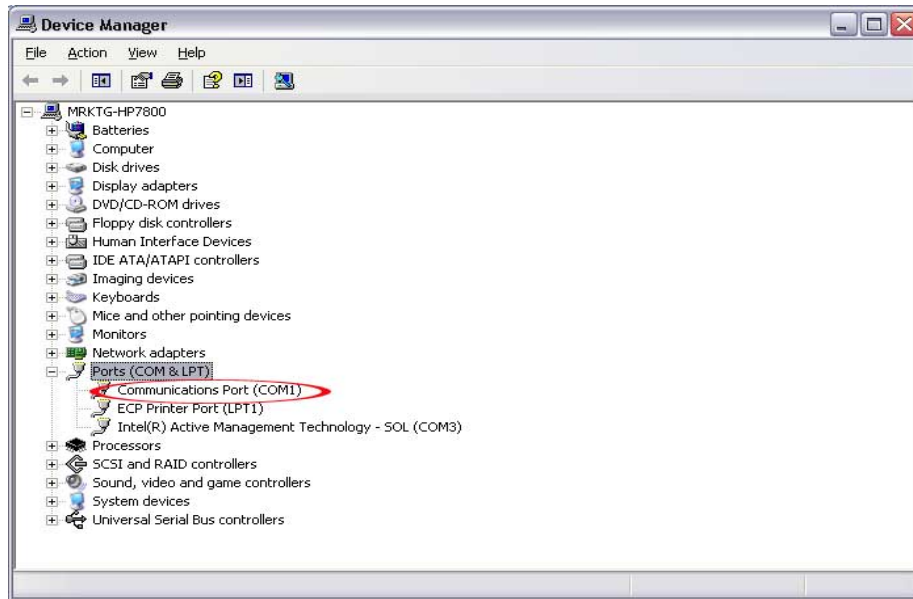 Device Manager
File Action View Help
MRKTG-HP7800
Batteries
Computer
Disk drives
Display adapters
DVD/CD-ROM drives
Floppy disk controllers
Human Interface Devices
IDE ATA/ATAPI controllers
Imaging devices
Keyboards
Mice and other pointing devices
Monitors
Network adapters
Ports (COM & LPT)
Communications Port (COM1)
ECP Printer Port (LPT1)
Intel(R) Active Management Technology - SOL (COM3)
Processors
SCSI and RAID controllers
Sound, video and game controllers
System devices
Universal Serial Bus controllers